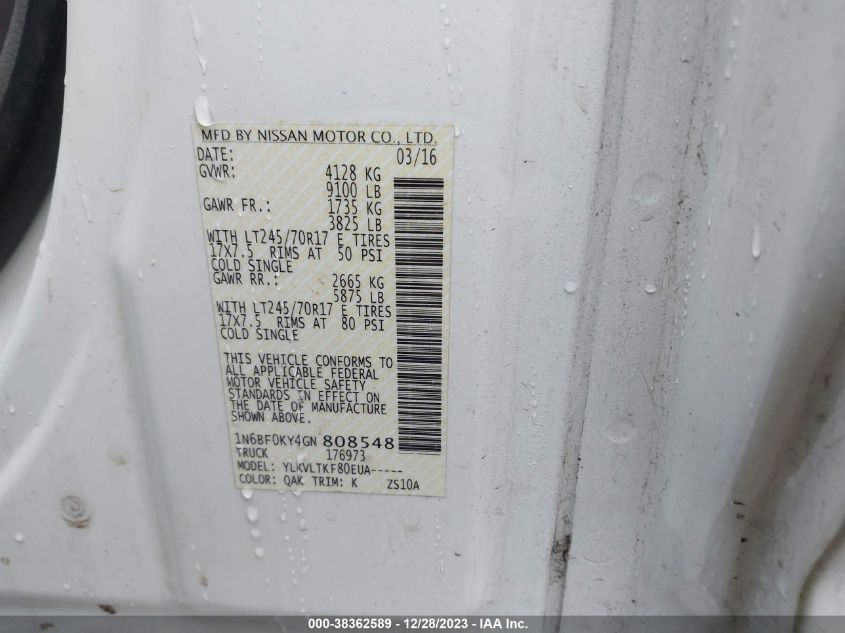 MFD BY NISSAN MOTOR CO., LTD.
DATE: 03/16
GVWR: 4128 KG
9100 LB
GAWR FR.: 1735 KG
3825 LB
WITH LT245/70R17 E TIRES
17X7.5 RIMS AT 50 PSI
COLD SINGLE
GAWR RR.: 2665 KG
5875 LB
WITH LT245/70R17 E TIRES
17X7.5 RIMS AT 80 PSI
COLD SINGLE
THIS VEHICLE CONFORMS TO
ALL APPLICABLE FEDERAL
MOTOR VEHICLE SAFETY
STANDARDS IN EFFECT ON
THE DATE OF MANUFACTURE
SHOWN ABOVE.
1N6BF0KY4GN 808548
TRUCK 176973
MODEL: YLKVLTKF80EUA-----
COLOR: QAK TRIM: K ZS10A
000-38362589 - 12/28/2023 - IAA Inc.